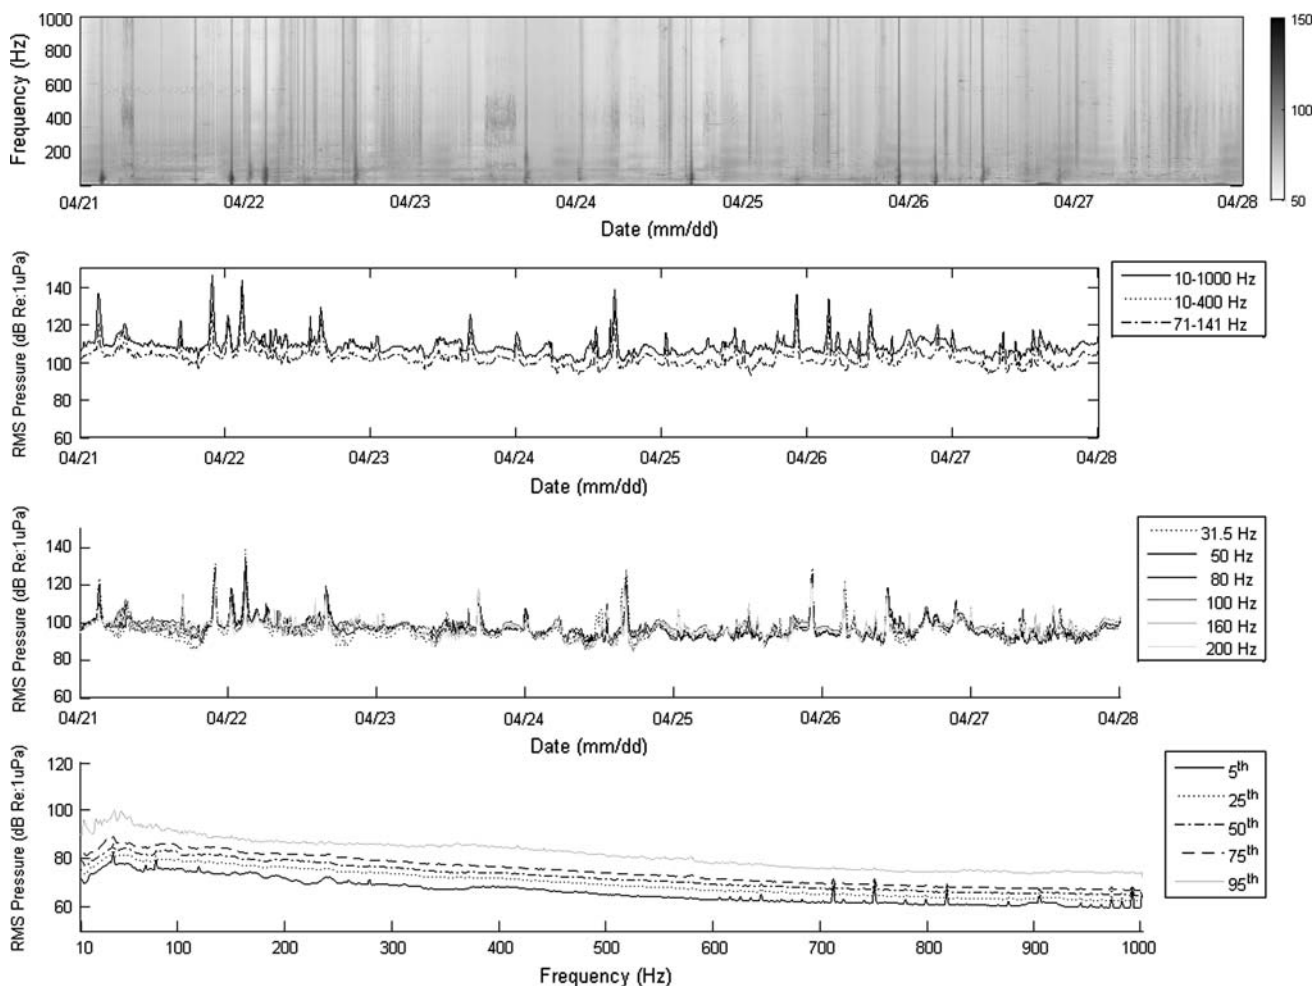 1000
800
600
400
200
Frequency (Hz)
04/21 04/22 04/23 04/24 04/25 04/26 04/27 04/28
Date (mm/dd)
150
100
50
RMS Pressure (dB Re:1uPa)
140
120
100
80
60
04/21 04/22 04/23 04/24 04/25 04/26 04/27 04/28
Date (mm/dd)
10-1000 Hz
10-400 Hz
71-141 Hz
RMS Pressure (dB Re:1uPa)
140
120
100
80
60
04/21 04/22 04/23 04/24 04/25 04/26 04/27 04/28
Date (mm/dd)
31.5 Hz
50 Hz
80 Hz
100 Hz
160 Hz
200 Hz
RMS Pressure (dB Re:1uPa)
120
100
80
60
10 100 200 300 400 500 600 700 800 900 1000
Frequency (Hz)
5th
25th
50th
75th
95th